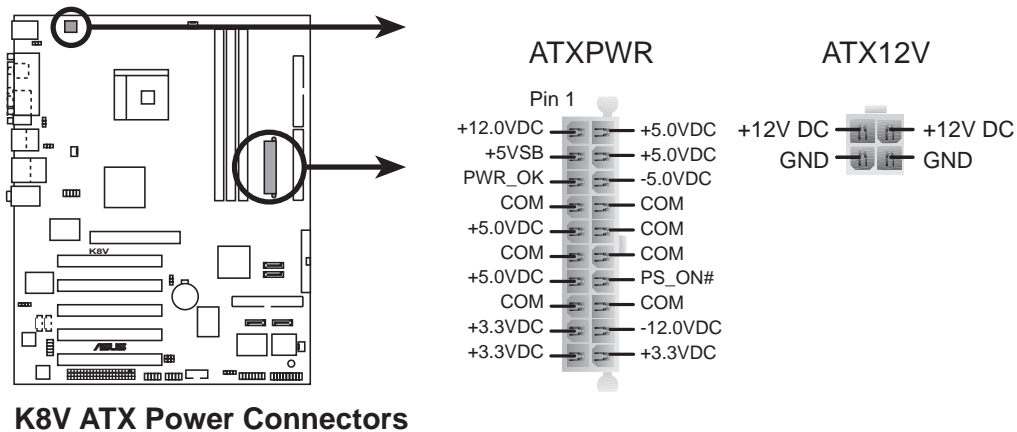 ATXPWR
ATX12V
Pin 1
+12.0VDC +5.0VDC
+5VSB +5.0VDC
PWR_OK -5.0VDC
COM COM
+5.0VDC COM
COM COM
+5.0VDC PS_ON#
COM COM
+3.3VDC -12.0VDC
+3.3VDC +3.3VDC
+12V DC +12V DC
GND GND
K8V
ASUS
K8V ATX Power Connectors